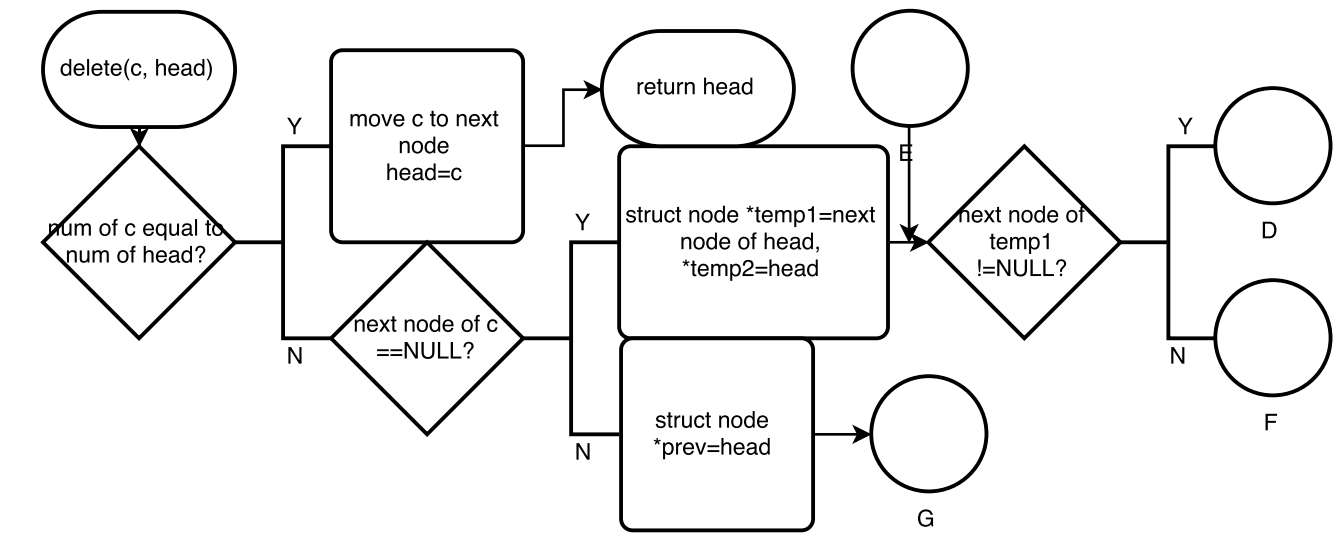 delete(c, head)
num of c equal to
num of head?
Y
N
move c to next
node
head=c
return head
next node of c
==NULL?
Y
N
struct node *temp1=next
node of head,
*temp2=head
struct node
*prev=head
G
E
next node of
temp1
!=NULL?
Y
N
D
F